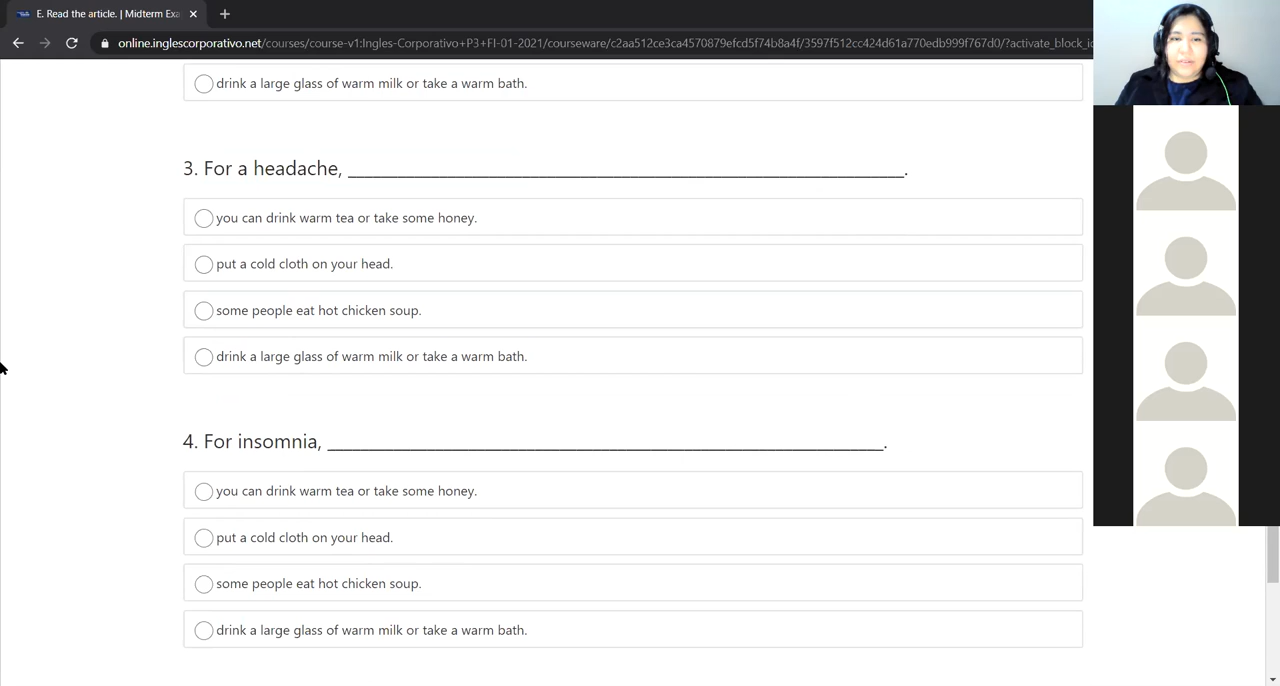 E. Read the article. | Midterm Exa
online.inglescorporativo.net/courses/course-v1:Ingles-Corporativo+P3+FI-01-2021/courseware/c2aa512ce3ca4570879efcd5f74b8a4f/3597f512cc424d61a770edb999f767d0/?activate_block_ic
drink a large glass of warm milk or take a warm bath.
3. For a headache, ______________________________.
you can drink warm tea or take some honey.
put a cold cloth on your head.
some people eat hot chicken soup.
drink a large glass of warm milk or take a warm bath.
4. For insomnia, ______________________________.
you can drink warm tea or take some honey.
put a cold cloth on your head.
some people eat hot chicken soup.
drink a large glass of warm milk or take a warm bath.